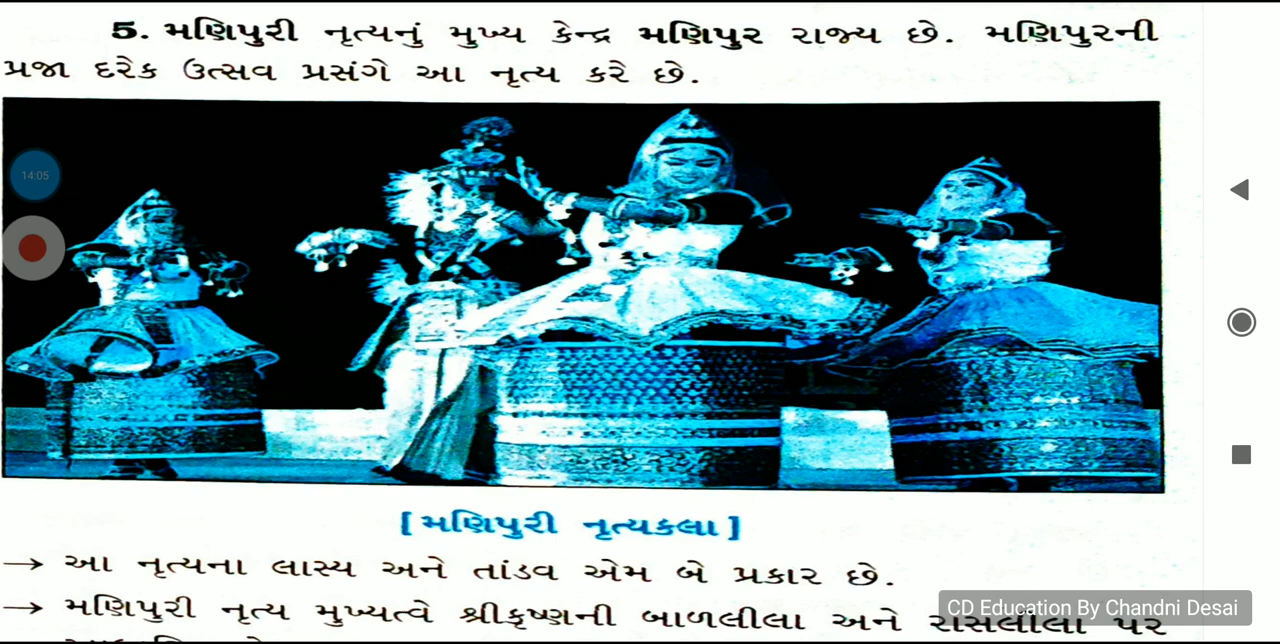 5. મણિપુરી નૃત્યનું મુખ્ય કેન્દ્ર મણિપુર રાજ્ય છે. મણિપુરની
પ્રજા દરેક ઉત્સવ પ્રસંગે આ નૃત્ય કરે છે.
14:05
[મણિપુરી નૃત્યકલા]
→ આ નૃત્યના લાસ્ય અને તાંડવ એમ બે પ્રકાર છે.
→ મણિપુરી નૃત્ય મુખ્યત્વે શ્રીકૃષ્ણની બાળલીલા અને રાસલીલા પર
CD Education By Chandni Desai